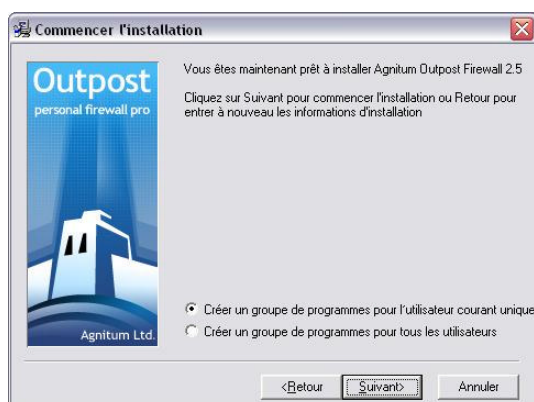 Commencer l'installation
Outpost
personal firewall pro
Agnitum Ltd.
Vous êtes maintenant prêt à installer Agnitum Outpost Firewall 2.5
Cliquez sur Suivant pour commencer l'installation ou Retour pour
entrer à nouveau les informations d'installation
Créer un groupe de programmes pour l'utilisateur courant unique
Créer un groupe de programmes pour tous les utilisateurs
<Retour
Suivant>
Annuler